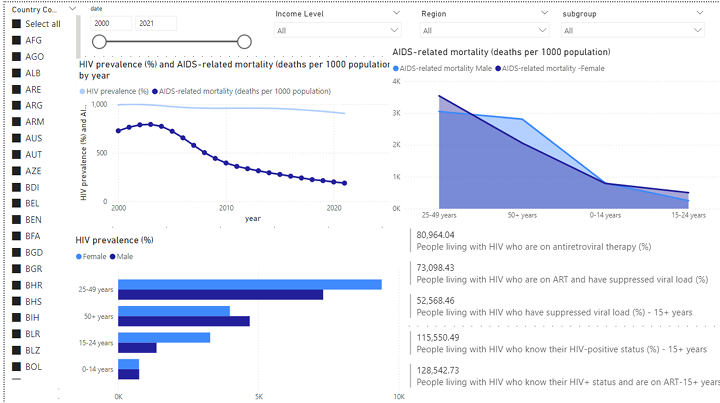 Country Co...
Select all
AFG
AGO
ALB
ARE
ARG
ARM
AUS
AUT
AZE
BDI
BEL
BEN
BFA
BGD
BGR
BHR
BHS
BIH
BLR
BLZ
BOL
date
2000
2021
Income Level
All
Region
All
subgroup
All
HIV prevalence (%) and AIDS-related mortality (deaths per 1000 population)
by year
HIV prevalence (%)
AIDS-related mortality (deaths per 1000 population)
HIV prevalence (%) and AI...
1,000
500
0
2000
2010
2020
year
AIDS-related mortality (deaths per 1000 population)
AIDS-related mortality Male
AIDS-related mortality -Female
4K
3K
2K
1K
0K
25-49 years
50+ years
0-14 years
15-24 years
HIV prevalence (%)
Female
Male
25-49 years
50+ years
15-24 years
0-14 years
0K
5K
10K
80,964.04
People living with HIV who are on antiretroviral therapy (%)
73,098.43
People living with HIV who are on ART and have suppressed viral load (%)
52,568.46
People living with HIV who have suppressed viral load (%) - 15+ years
115,550.49
People living with HIV who know their HIV-positive status (%) - 15+ years
128,542.73
People living with HIV who know their HIV+ status and are on ART-15+ years